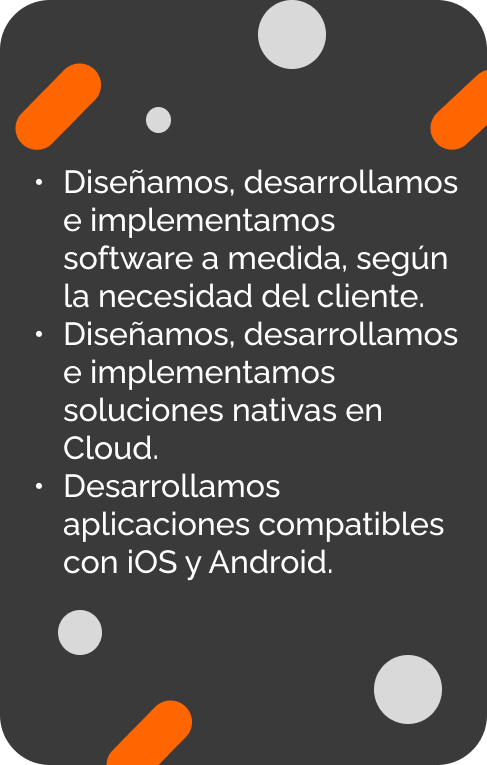 • Diseñamos, desarrollamos
e implementamos
software a medida, según
la necesidad del cliente.
• Diseñamos, desarrollamos
e implementamos
soluciones nativas en
Cloud.
• Desarrollamos
aplicaciones compatibles
con iOS y Android.